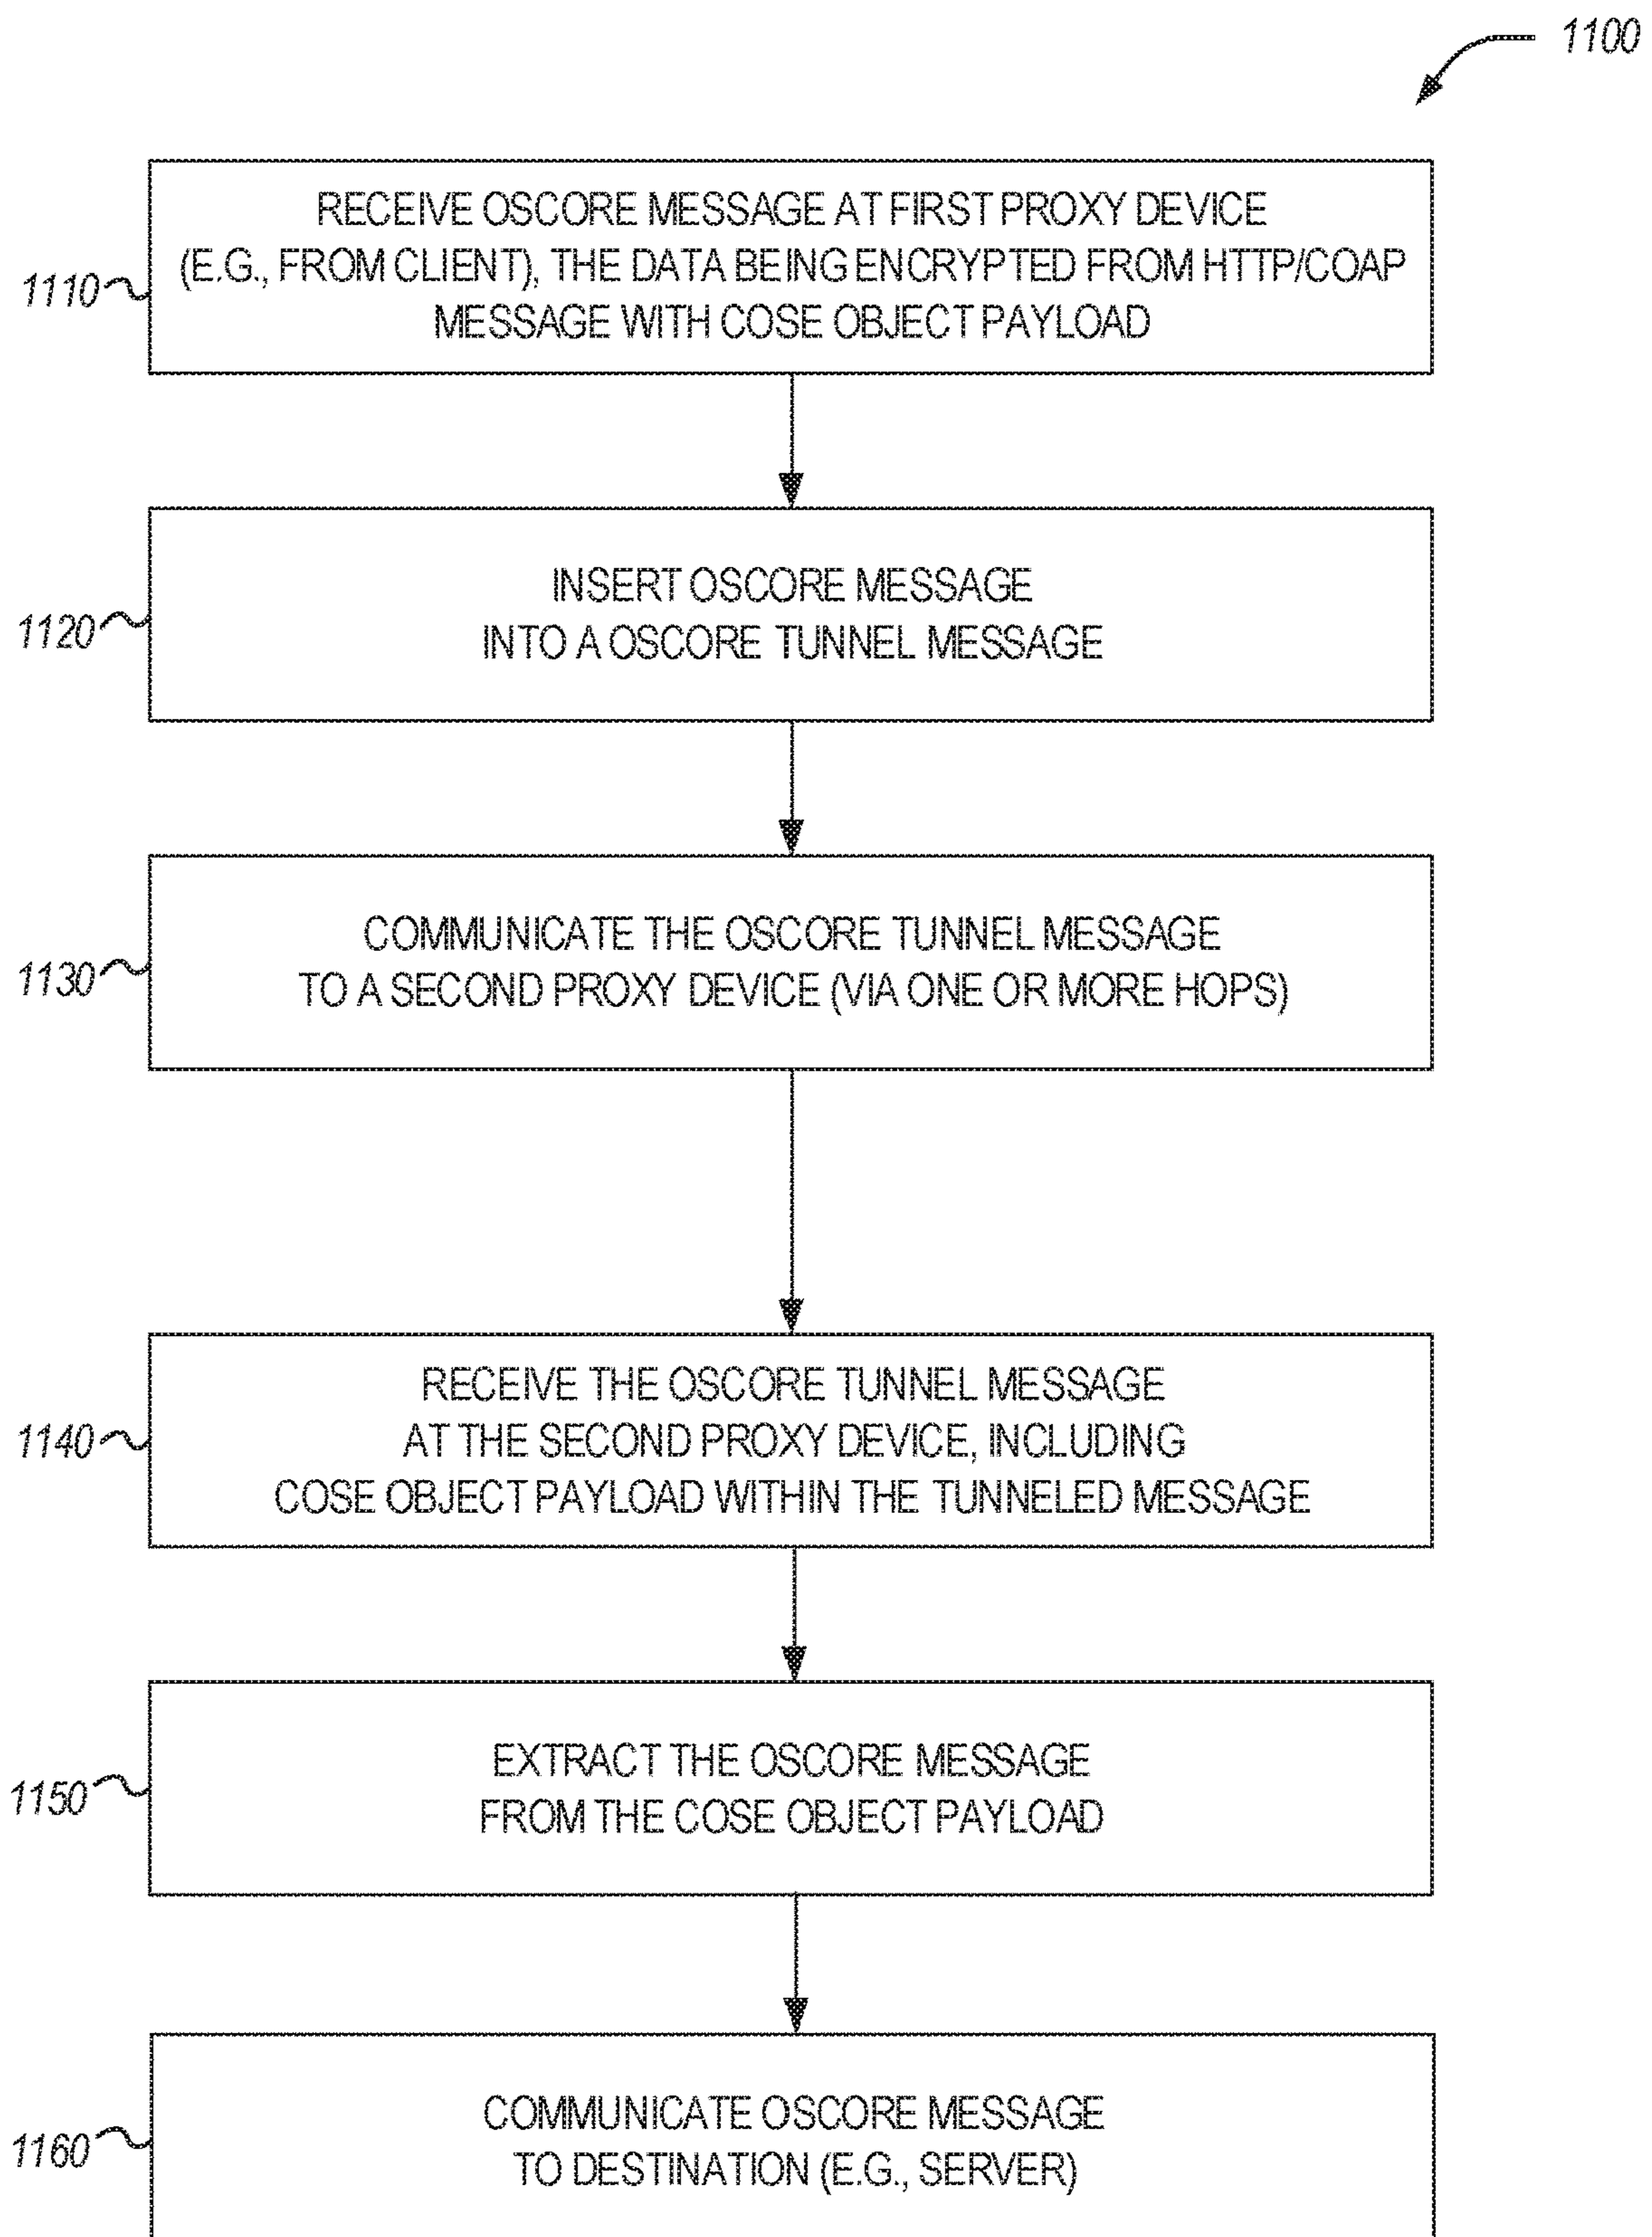 1100
RECEIVE OSCORE MESSAGE AT FIRST PROXY DEVICE
(E.G., FROM CLIENT), THE DATA BEING ENCRYPTED FROM HTTP/COAP
MESSAGE WITH COSE OBJECT PAYLOAD
1110
INSERT OSCORE MESSAGE
INTO A OSCORE TUNNEL MESSAGE
1120
COMMUNICATE THE OSCORE TUNNEL MESSAGE
TO A SECOND PROXY DEVICE (VIA ONE OR MORE HOPS)
1130
RECEIVE THE OSCORE TUNNEL MESSAGE
AT THE SECOND PROXY DEVICE, INCLUDING
COSE OBJECT PAYLOAD WITHIN THE TUNNELED MESSAGE
1140
EXTRACT THE OSCORE MESSAGE
FROM THE COSE OBJECT PAYLOAD
1150
COMMUNICATE OSCORE MESSAGE
TO DESTINATION (E.G., SERVER)
1160